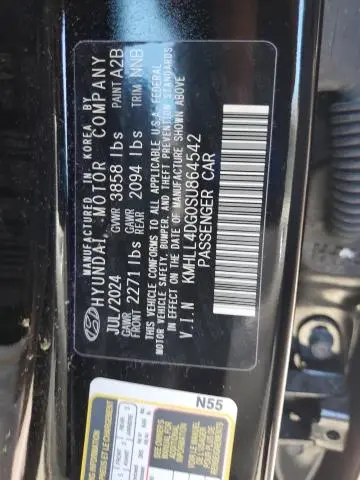 MANUFACTURED IN KOREA BY
HYUNDAI MOTOR COMPANY
JUL/2024 GVWR 3858 lbs PAINT A2B
GAWR FRONT 2271 lbs GAWR REAR 2094 lbs TRIM NNB
THIS VEHICLE CONFORMS TO ALL APPLICABLE U.S.A. FEDERAL
MOTOR VEHICLE SAFETY, BUMPER, AND THEFT PREVENTION STANDARDS
IN EFFECT ON THE DATE OF MANUFACTURE SHOWN ABOVE
V.I.N KMHLL4DG0SU864542
PASSENGER CAR
N55